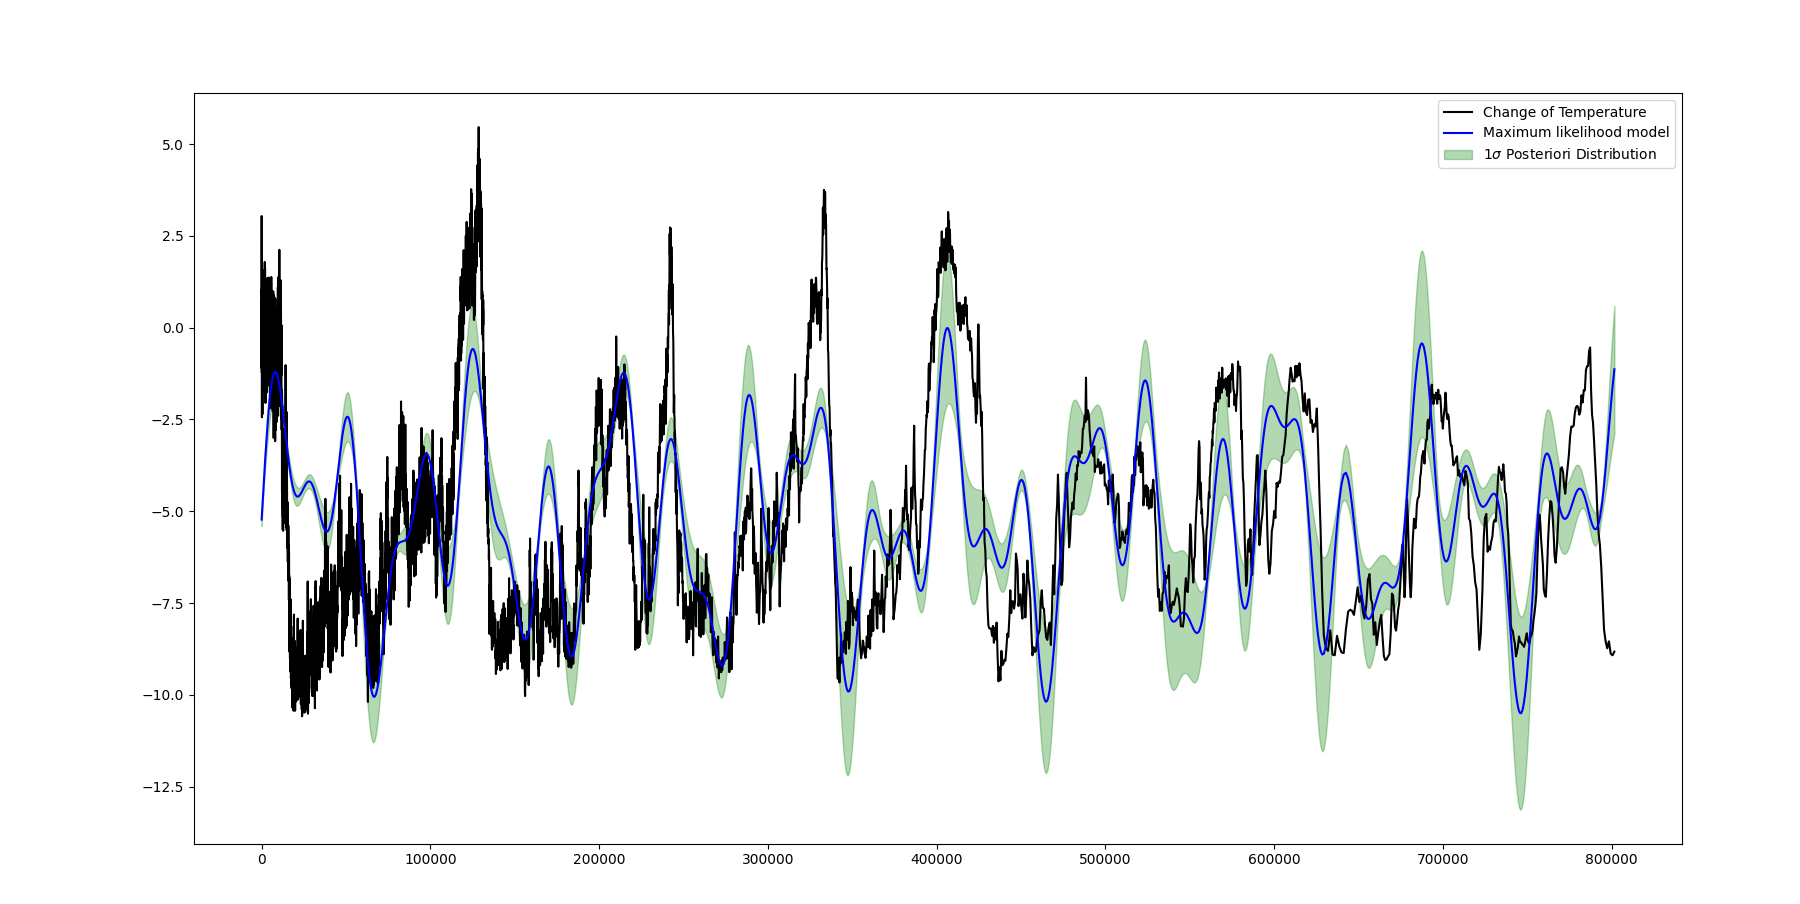 Change of Temperature
Maximum likelihood model
1σ Posteriori Distribution
5.0
2.5
0.0
−2.5
−5.0
−7.5
−10.0
−12.5
0 100000 200000 300000 400000 500000 600000 700000 800000